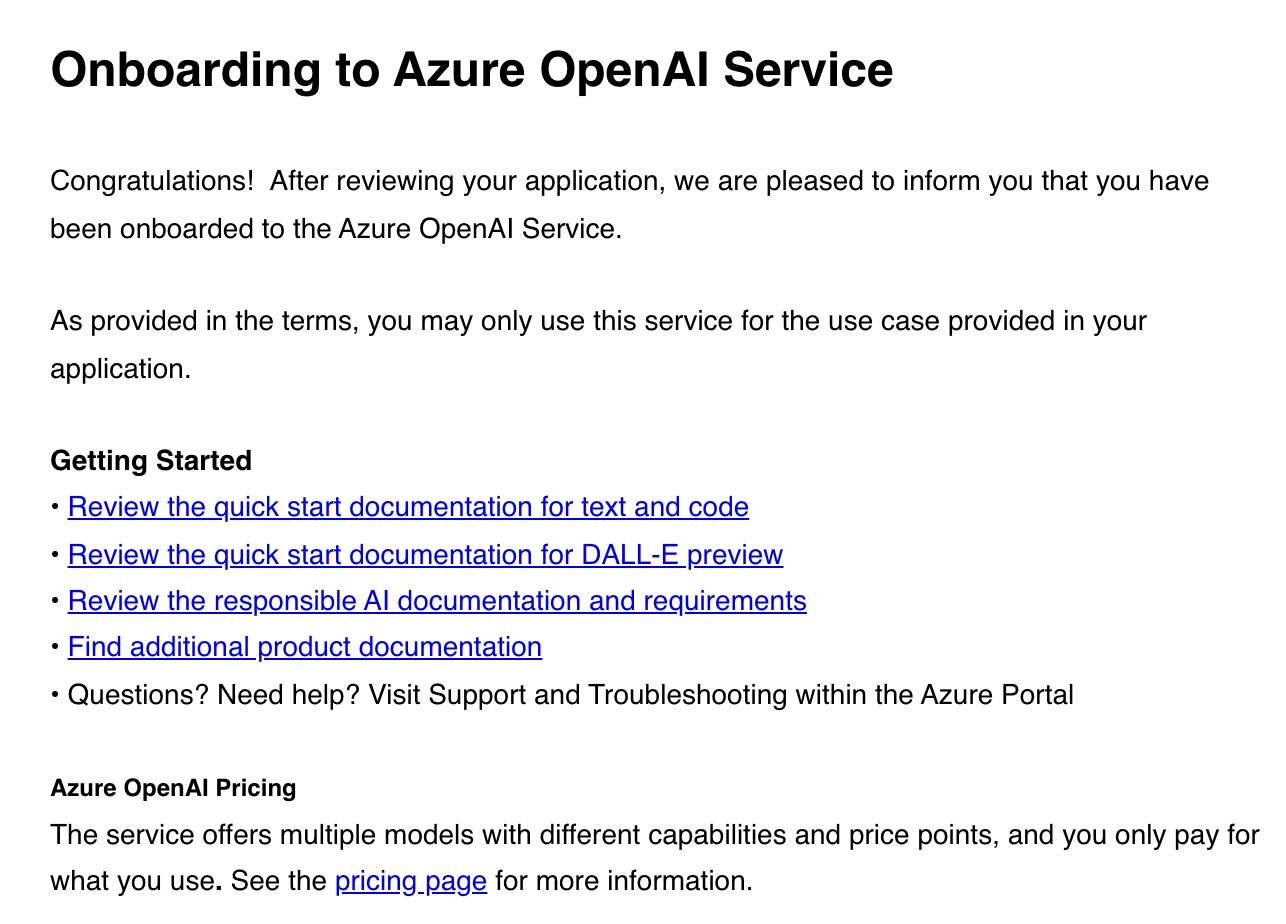 Onboarding to Azure OpenAI Service
Congratulations!  After reviewing your application, we are pleased to inform you that you have
been onboarded to the Azure OpenAI Service.
As provided in the terms, you may only use this service for the use case provided in your
application.
Getting Started
• Review the quick start documentation for text and code
• Review the quick start documentation for DALL-E preview
• Review the responsible AI documentation and requirements
• Find additional product documentation
• Questions? Need help? Visit Support and Troubleshooting within the Azure Portal
Azure OpenAI Pricing
The service offers multiple models with different capabilities and price points, and you only pay for
what you use. See the pricing page for more information.